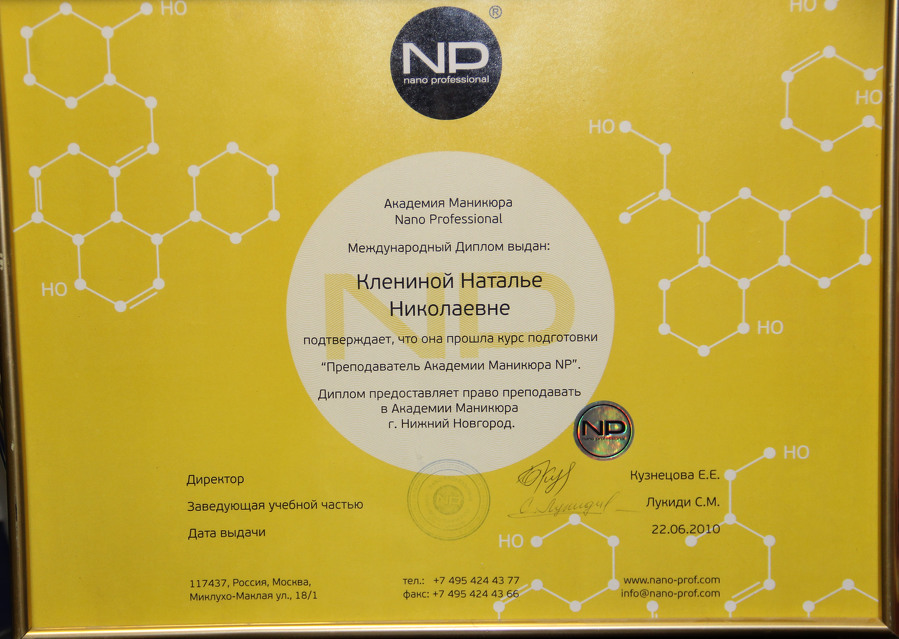 HO
HO
NP
®
nano professional
HO
HO
Академия Маникюра
Nano Professional
Международный Диплом выдан:
Клениной Наталье
Николаевне
HO
HO
подтверждает, что она прошла курс подготовки
“Преподаватель Академии Маникюра NP”.
Диплом предоставляет право преподавать
в Академии Маникюра
г. Нижний Новгород.
NP
NP
nano professional
HO
Директор
Кузнецова Е.Е.
Заведующая учебной частью
Лукиди С.М.
Дата выдачи
22.06.2010
HO
117437, Россия, Москва,
Миклухо-Маклая ул., 18/1
тел.: +7 495 424 43 77
факс: +7 495 424 43 66
www.nano-prof.com
info@nano-prof.com